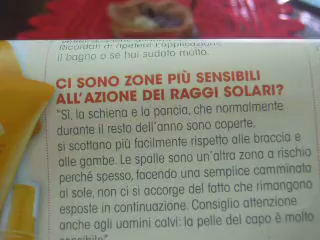 Ricordati di ripetere l'applicazione
il bagno o se hai sudato molto.
CI SONO ZONE PIÙ SENSIBILI
ALL'AZIONE DEI RAGGI SOLARI?
"Sì, la schiena e la pancia, che normalmente
durante il resto dell'anno sono coperte,
si scottano più facilmente rispetto alle braccia e
alle gambe. Le spalle sono un'altra zona a rischio
perché spesso, facendo una semplice camminata
al sole, non ci si accorge del fatto che rimangono
esposte in continuazione. Consiglio attenzione
anche agli uomini calvi: la pelle del capo è molto
sensibile"